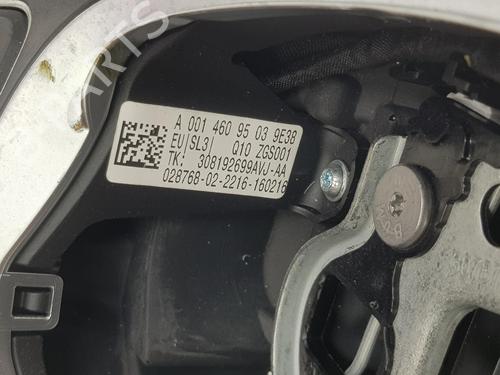 A 001 460 95 03 9E38
EU|SL3| Q10 ZGS001
TK: 308192699AVJ-AA
028768-02-2216-160216